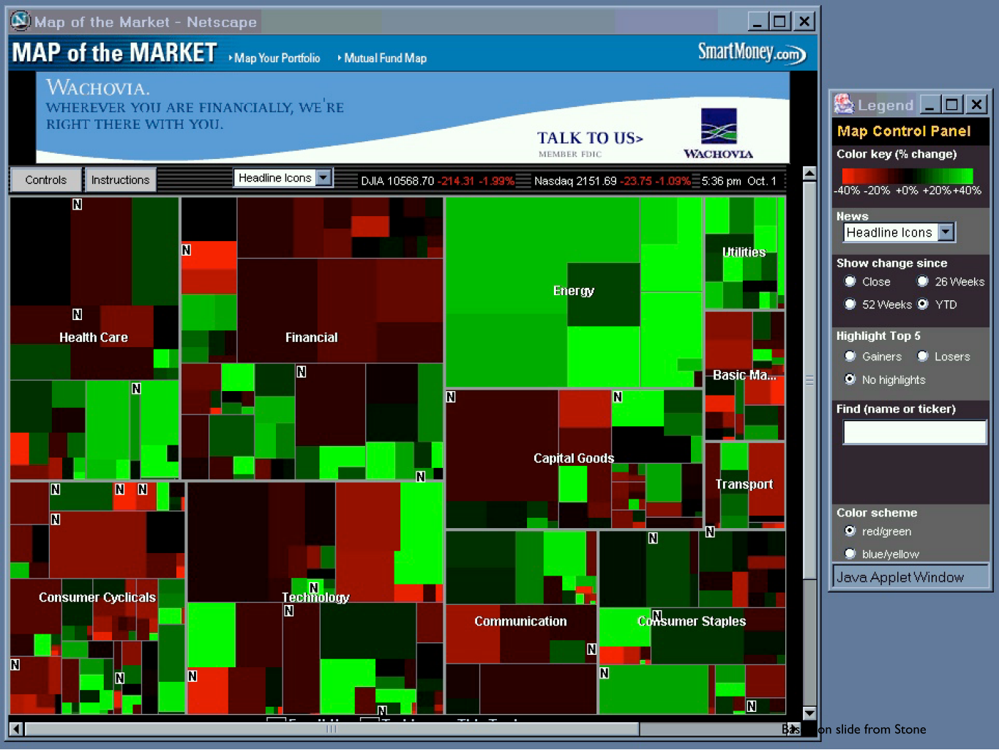 Map of the Market - Netscape
MAP of the MARKET
Map Your Portfolio
Mutual Fund Map
SmartMoney.com
WACHOVIA.
WHEREVER YOU ARE FINANCIALLY, WE'RE
RIGHT THERE WITH YOU.
TALK TO US>
MEMBER FDIC
WACHOVIA
Controls
Instructions
Headline Icons
DJIA 10568.70 -214.31 -1.99%
Nasdaq 2151.69 -23.75 -1.09%
5:36 pm Oct. 1
N
N
N
Health Care
Financial
Energy
Utilities
N
N
N
N
Basic Ma...
Capital Goods
Transport
N
N
N
N
N
N
N
Consumer Cyclicals
N
Technology
N
N
Communication
Consumer Staples
N
N
N
N
N
N
N
N
Legend
Map Control Panel
Color key (% change)
-40% -20% +0% +20% +40%
News
Headline Icons
Show change since
Close
26 Weeks
52 Weeks
YTD
Highlight Top 5
Gainers
Losers
No highlights
Find (name or ticker)
Color scheme
red/green
blue/yellow
Java Applet Window
on slide from Stone